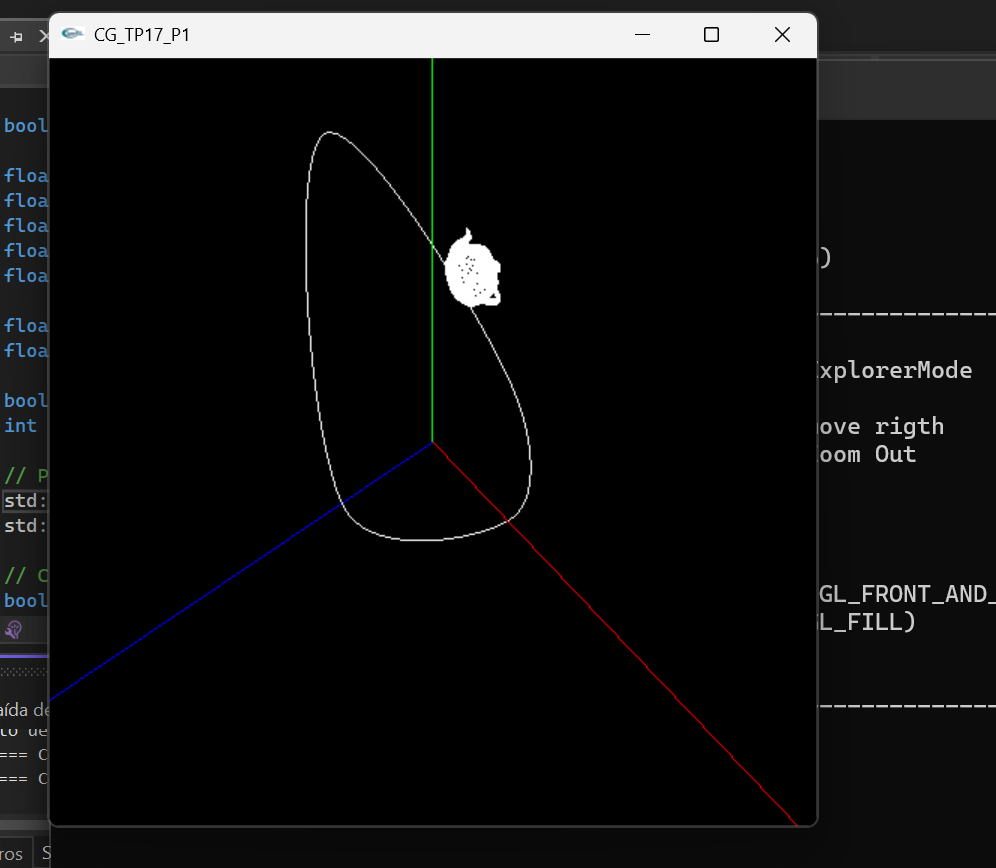 CG_TP17_P1
bool
floa
floa
floa
floa
floa
floa
floa
bool
int
// P
std:
std:
// C
bool
aída de
to de
=== C
=== C
ros
S
)
xplorerMode
ove rigth
oom Out
GL_FRONT_AND_
L_FILL)